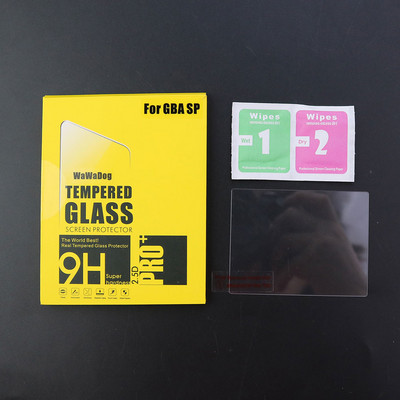 For GBA SP
WaWaDog
TEMPERED
GLASS
SCREEN PROTECTOR
The World Best!
Real Tempered Glass Protector
9H
Super
hardness
2.5D
PRO+
Wipes
Wet
1
Wipes
Dry
2